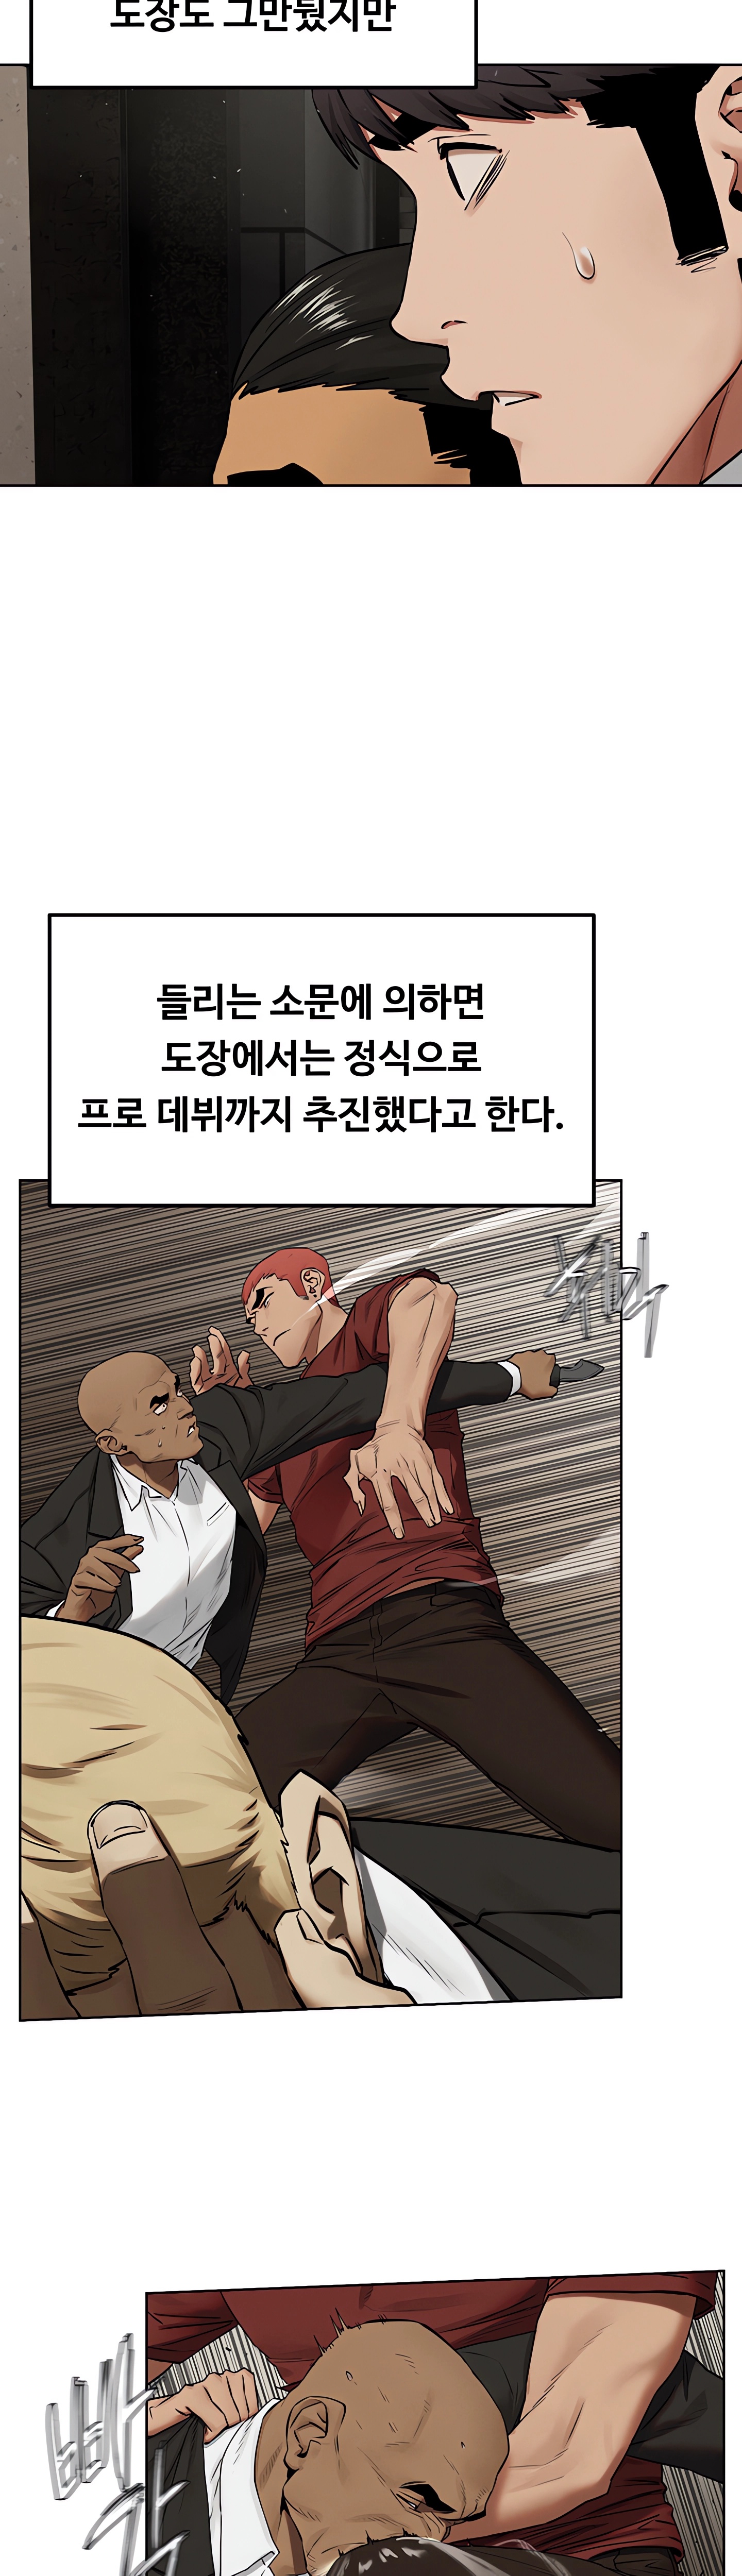 도장도 그만뒀지만
들리는 소문에 의하면
도장에서는 정식으로
프로 데뷔까지 추진했다고 한다.